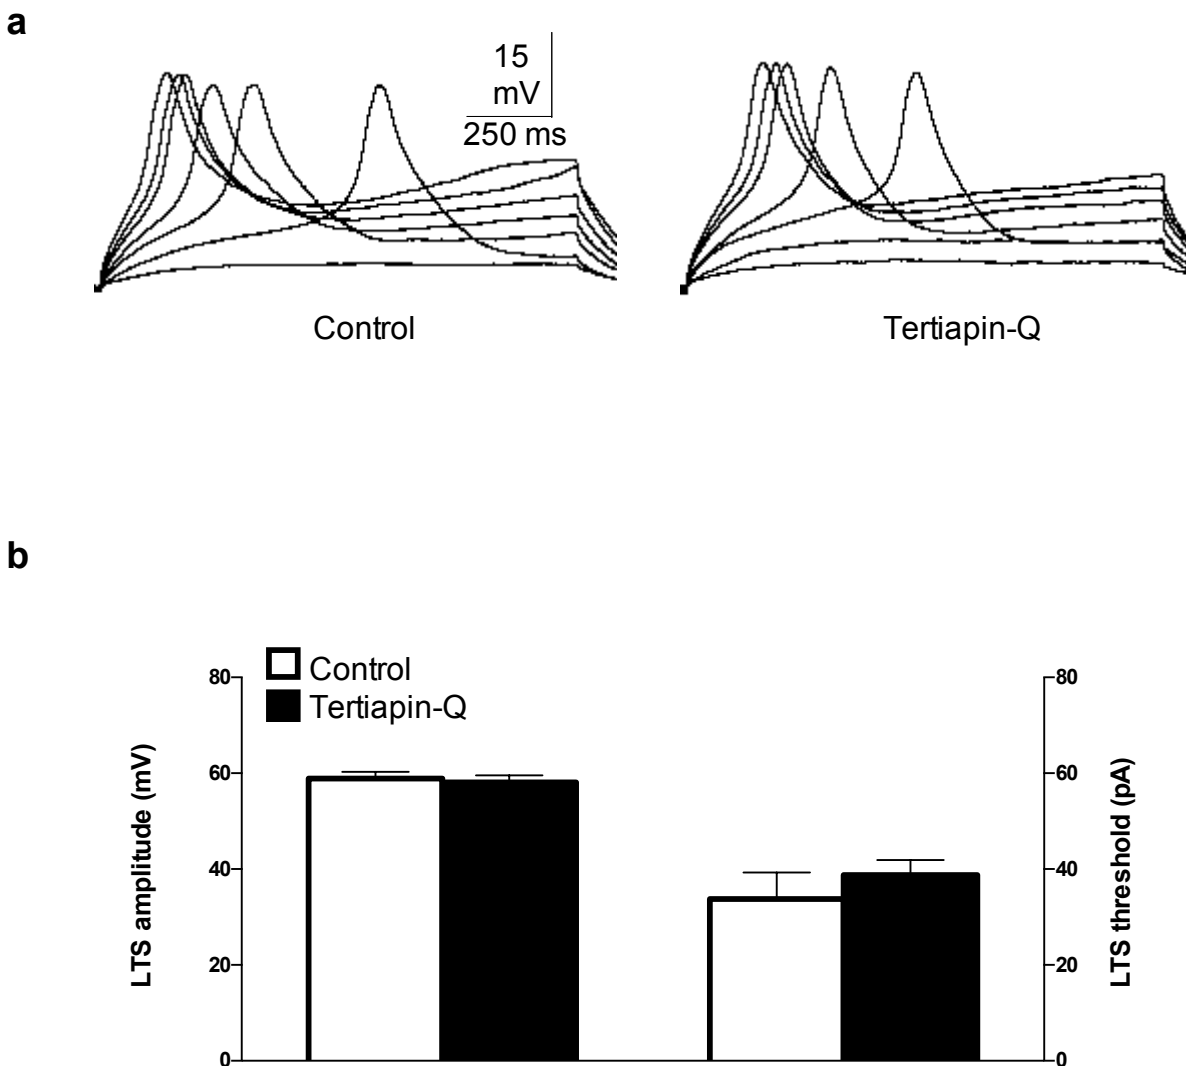 a
15
mV
250 ms
Control
Tertiapin-Q
b
Control
Tertiapin-Q
80
60
40
20
0
LTS amplitude (mV)
80
60
40
20
0
LTS threshold (pA)